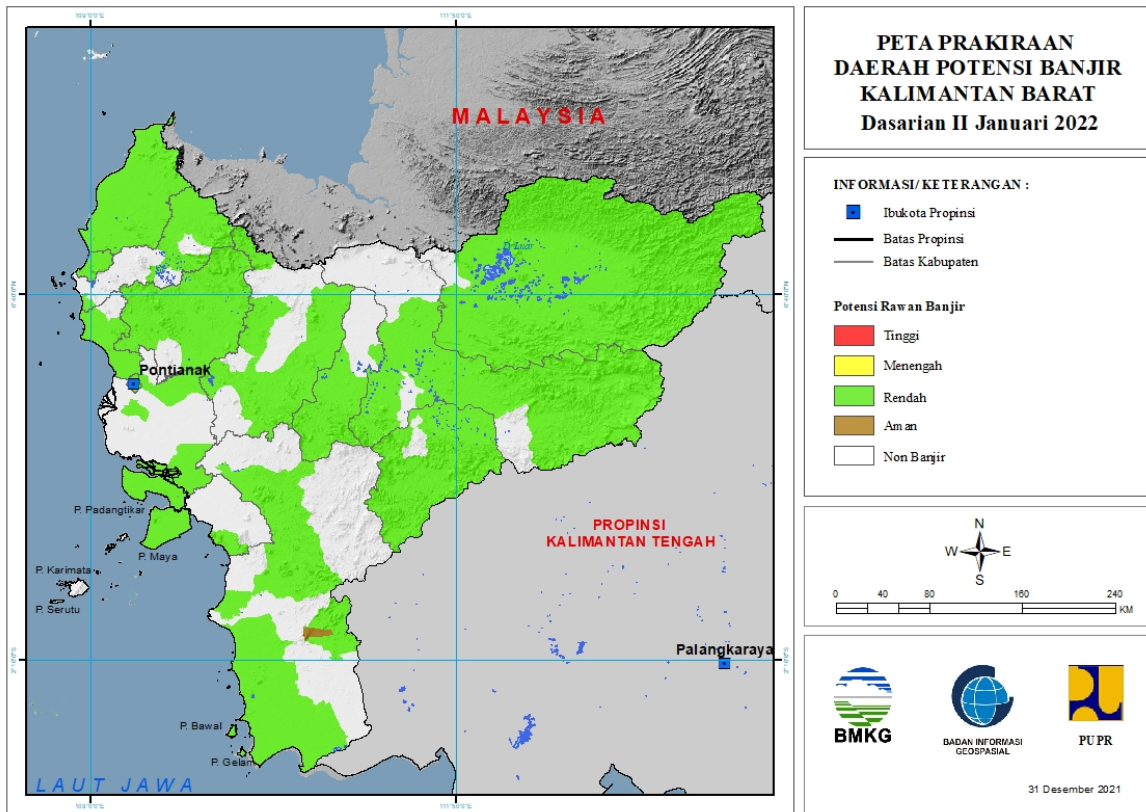 PETA PRAKIRAAN
DAERAH POTENSI BANJIR
KALIMANTAN BARAT
Dasarian II Januari 2022
INFORMASI/ KETERANGAN :
Ibukota Propinsi
Batas Propinsi
Batas Kabupaten
Potensi Rawan Banjir
Tinggi
Menengah
Rendah
Aman
Non Banjir
N
W E
S
0 40 80 160 240
KM
BMKG
BADAN INFORMASI
GEOSPASIAL
PUPR
31 Desember 2021
MALAYSIA
Pontianak
P. Padangtikar
P. Maya
P. Karimata
P. Serutu
PROPINSI
KALIMANTAN TENGAH
Palangkaraya
P. Bawal
P. Gelam
LAUT JAWA